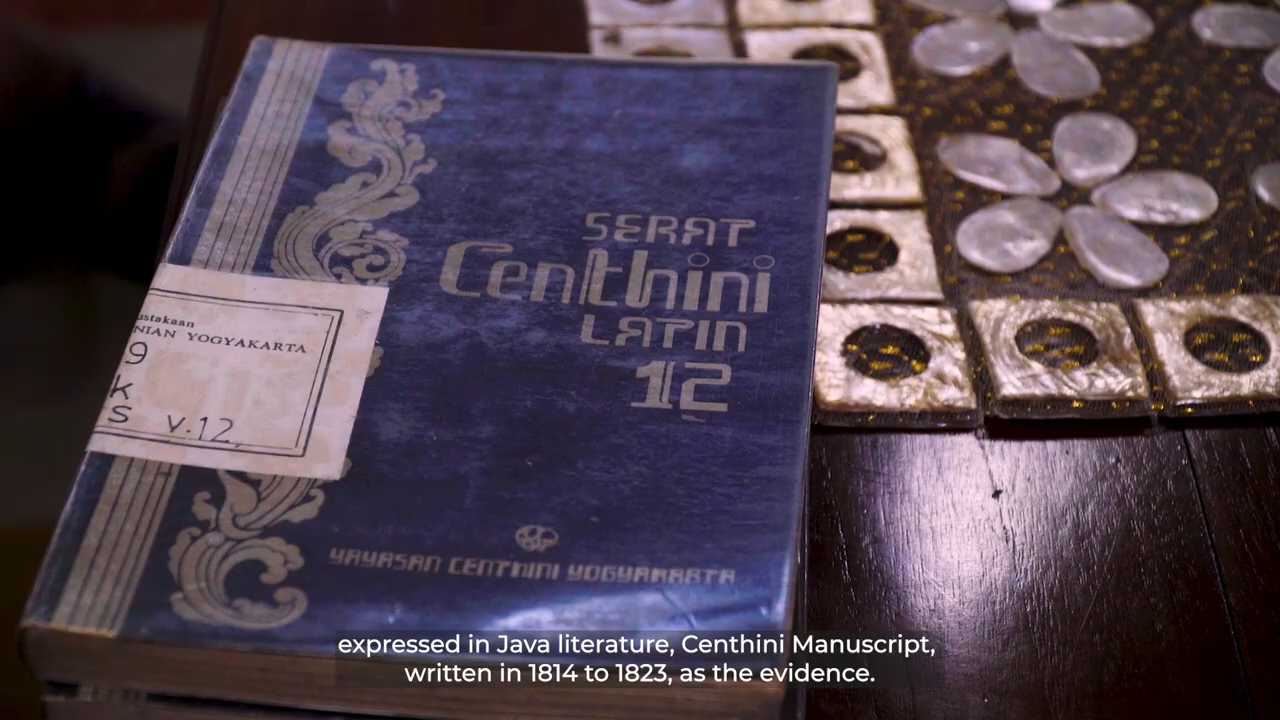 SERAT
Centhini
LATIN
12
ustakaan
NIAN YOGYAKARTA
9
K
S v.12
YAYASAN CENTHINI YOGYAKARTA
expressed in Java literature, Centhini Manuscript,
written in 1814 to 1823, as the evidence.